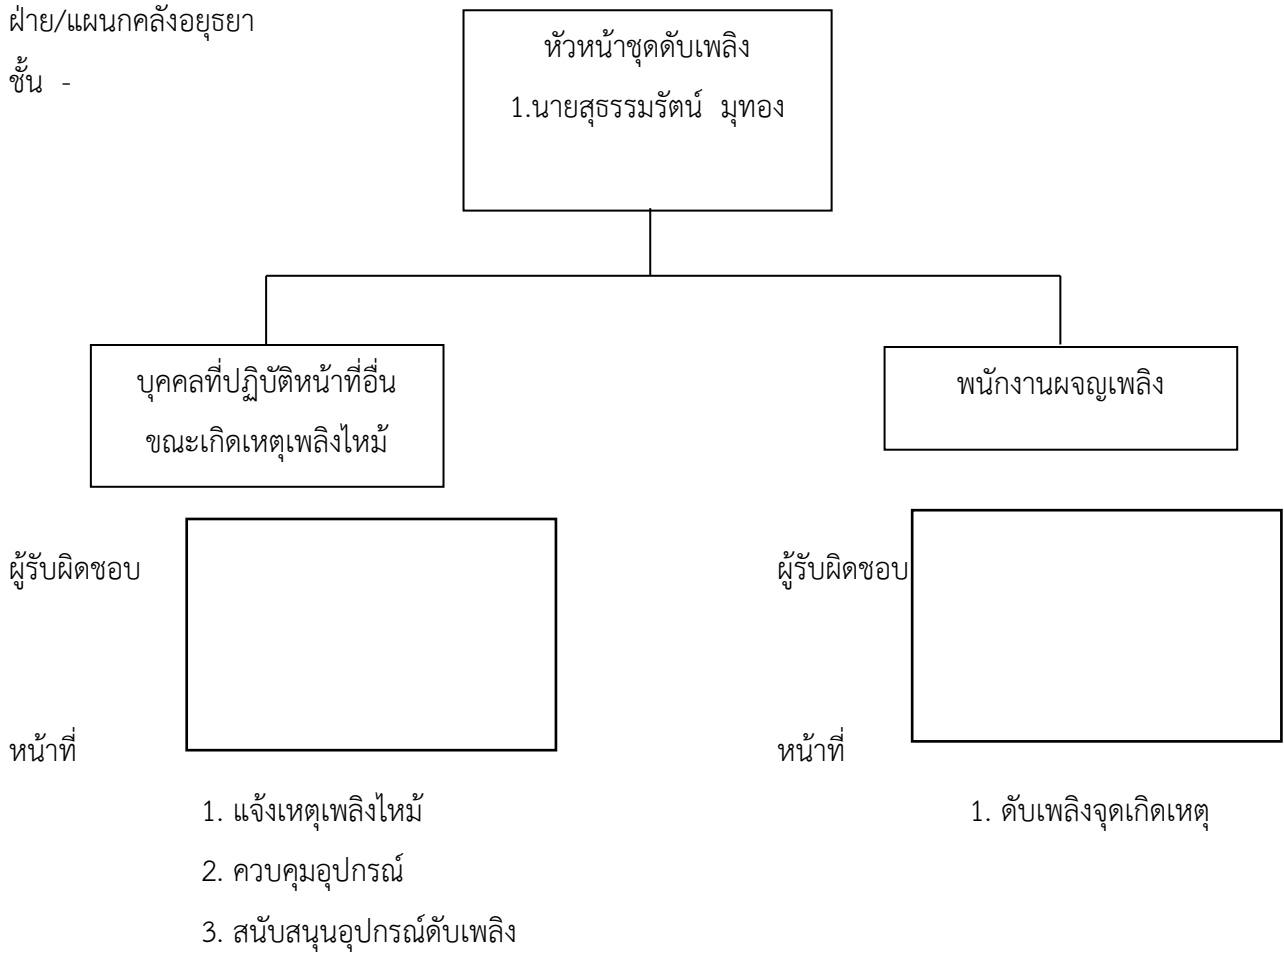 ฝ่าย/แผนกคลังอยุธยา
ชั้น -
หัวหน้าชุดดับเพลิง
1.นายสุธรรมรัตน์ มุทอง
บุคคลที่ปฏิบัติหน้าที่อื่น
ขณะเกิดเหตุเพลิงไหม้
พนักงานผจญเพลิง
ผู้รับผิดชอบ
ผู้รับผิดชอบ
หน้าที่
หน้าที่
1. แจ้งเหตุเพลิงไหม้
2. ควบคุมอุปกรณ์
3. สนับสนุนอุปกรณ์ดับเพลิง
1. ดับเพลิงจุดเกิดเหตุ